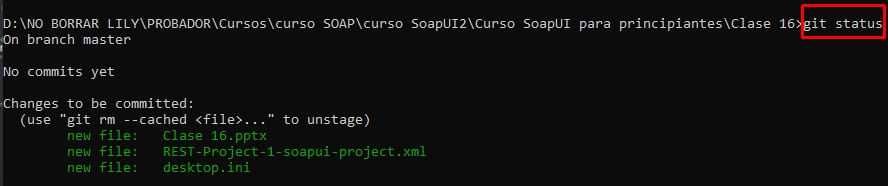 D:\NO BORRAR LILY\PROBADOR\Cursos\curso SOAP\curso SoapUI2\Curso SoapUI para principiantes\Clase 16>git status
On branch master
No commits yet
Changes to be committed:
  (use "git rm --cached <file>..." to unstage)
        new file:   Clase 16.pptx
        new file:   REST-Project-1-soapui-project.xml
        new file:   desktop.ini